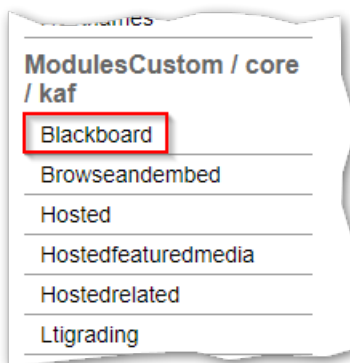 ModulesCustom / core
/ kaf
Blackboard
Browseandembed
Hosted
Hostedfeaturedmedia
Hostedrelated
Ltigrading